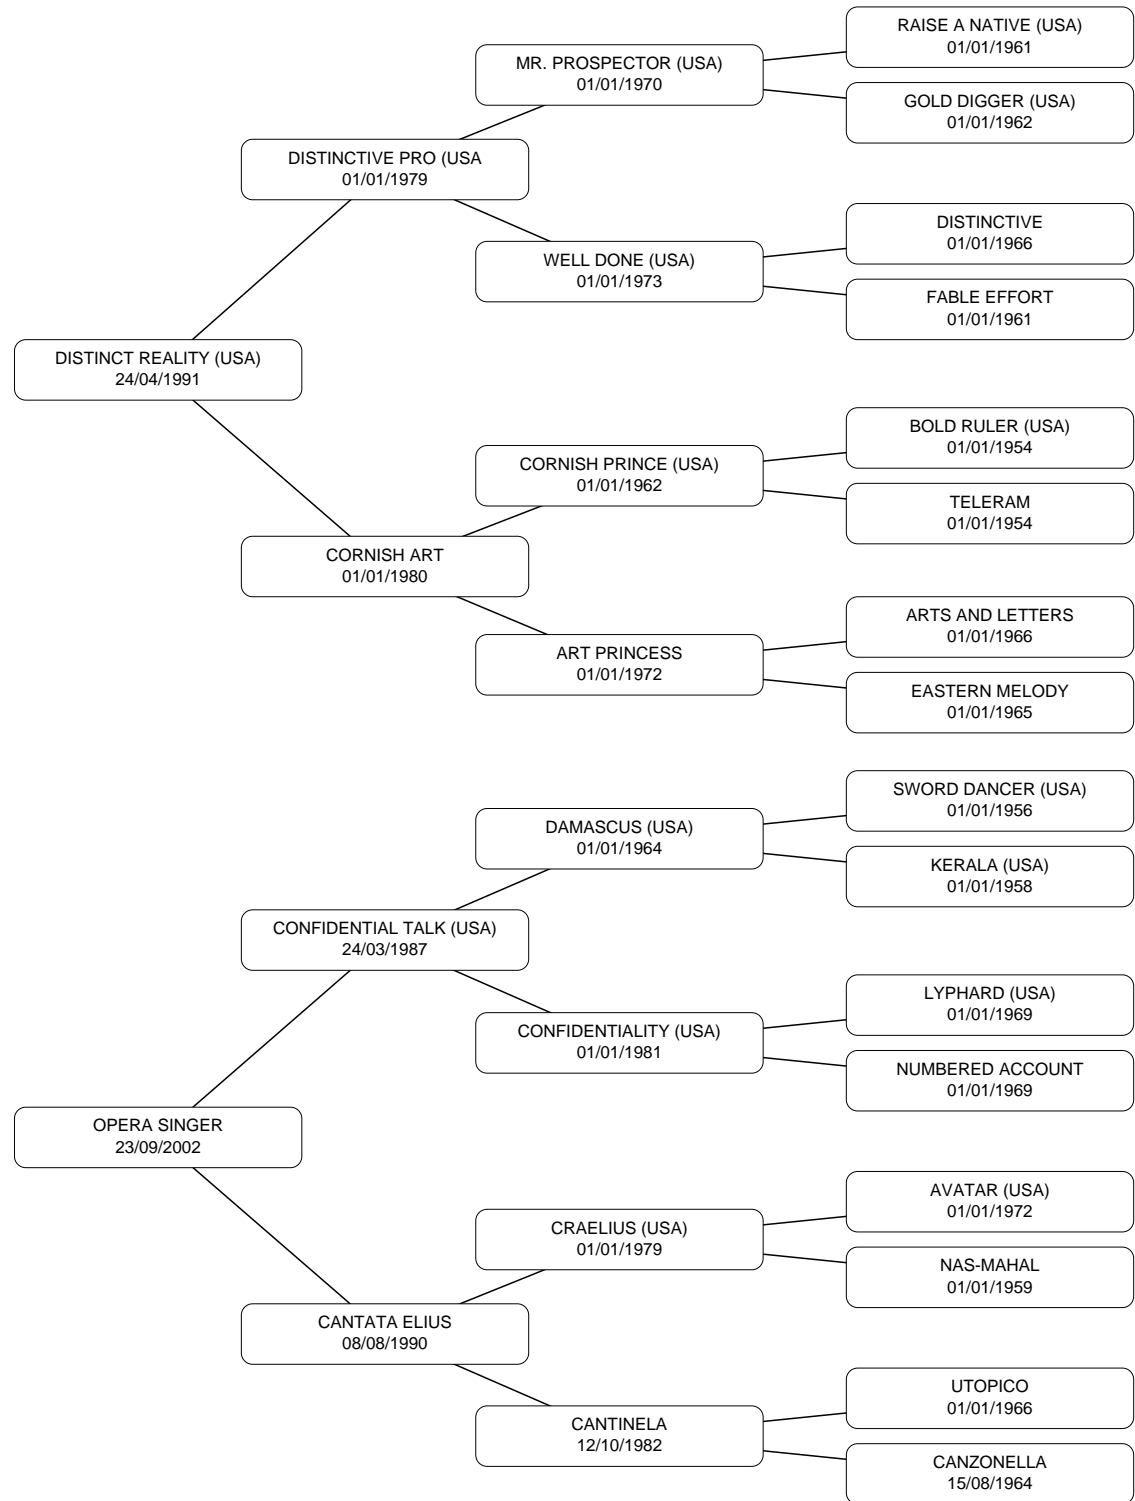 RAISE A NATIVE (USA)
01/01/1961
MR. PROSPECTOR (USA)
01/01/1970
GOLD DIGGER (USA)
01/01/1962
DISTINCTIVE PRO (USA
01/01/1979
DISTINCTIVE
01/01/1966
WELL DONE (USA)
01/01/1973
FABLE EFFORT
01/01/1961
DISTINCT REALITY (USA)
24/04/1991
BOLD RULER (USA)
01/01/1954
CORNISH PRINCE (USA)
01/01/1962
TELERAM
01/01/1954
CORNISH ART
01/01/1980
ARTS AND LETTERS
01/01/1966
ART PRINCESS
01/01/1972
EASTERN MELODY
01/01/1965
SWORD DANCER (USA)
01/01/1956
DAMASCUS (USA)
01/01/1964
KERALA (USA)
01/01/1958
CONFIDENTIAL TALK (USA)
24/03/1987
LYPHARD (USA)
01/01/1969
CONFIDENTIALITY (USA)
01/01/1981
NUMBERED ACCOUNT
01/01/1969
OPERA SINGER
23/09/2002
AVATAR (USA)
01/01/1972
CRAELIUS (USA)
01/01/1979
NAS-MAHAL
01/01/1959
CANTATA ELIUS
08/08/1990
UTOPICO
01/01/1966
CANTINELA
12/10/1982
CANZONELLA
15/08/1964